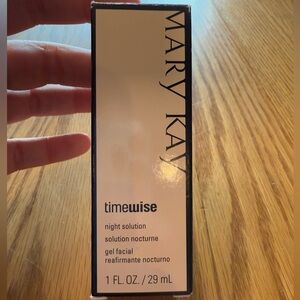 MARY KAY
timewise
night solution
solution nocturne
gel facial
reafirmante nocturno
1 FL. OZ. / 29 mL